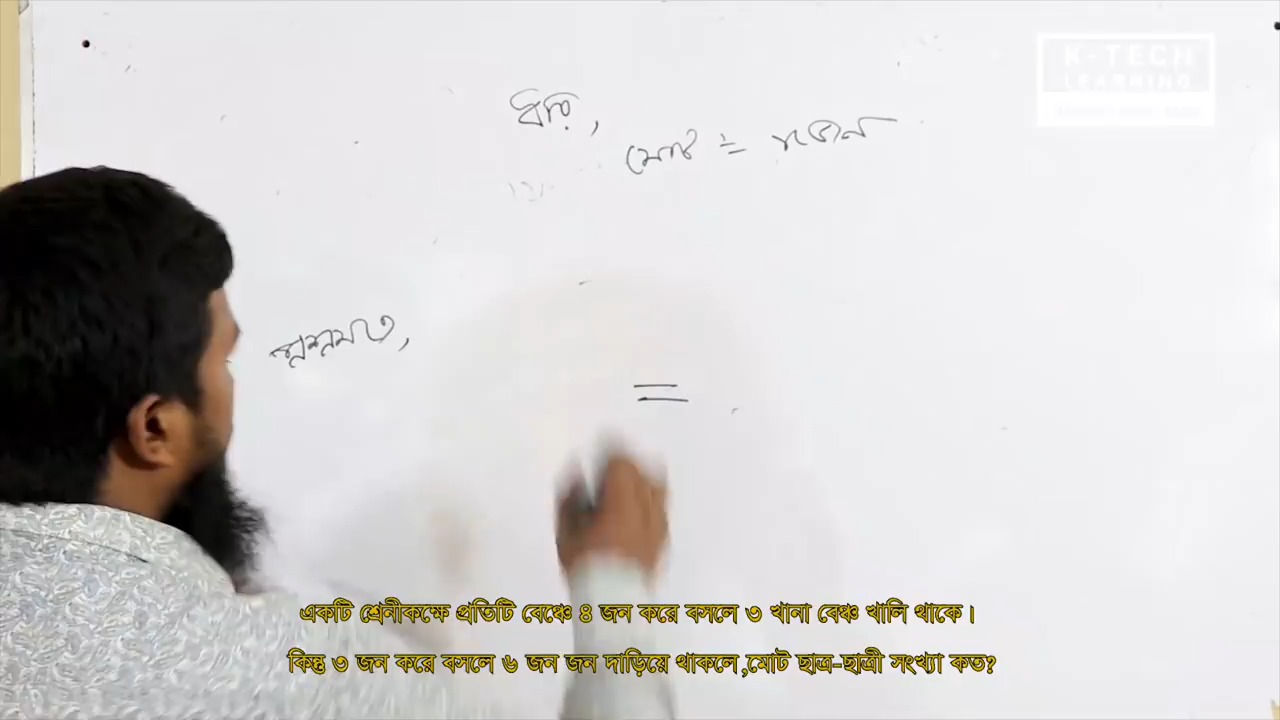 K-TECH
LEARNING
ধরি,
মোট = x জন
প্রশ্নমতে,
=
একটি শ্রেনীকক্ষে প্রতিটি বেঞ্চে ৪ জন করে বসলে ৩ খানা বেঞ্চ খালি থাকে।
কিন্তু ৩ জন করে বসলে ৬ জন জন দাড়িয়ে থাকলে,মোট ছাত্র-ছাত্রী সংখ্যা কত?